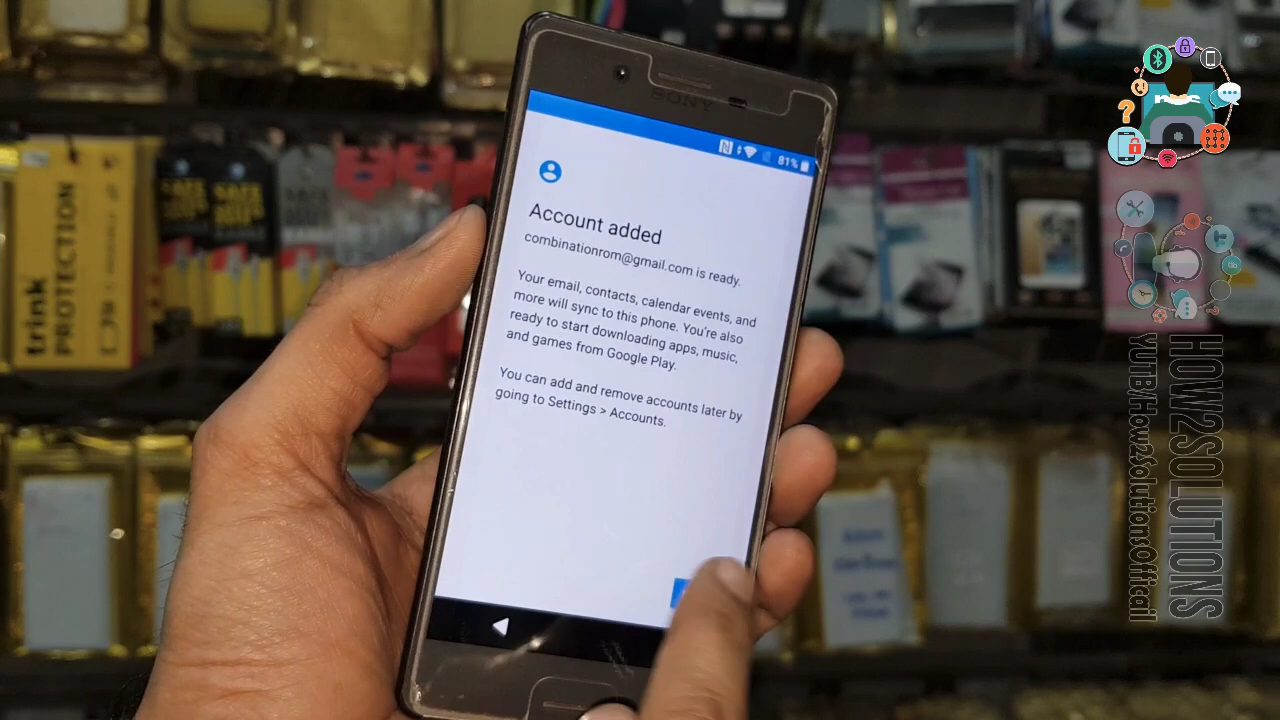 SONY
81%
Account added
combinationrom@gmail.com is ready.
Your email, contacts, calendar events, and
more will sync to this phone. You're also
ready to start downloading apps, music,
and games from Google Play.
You can add and remove accounts later by
going to Settings > Accounts.
trink
PROTECTION
SAFE
SAFE
HOW2SOLUTIONS
YUTB/How2SolutionsOfficail